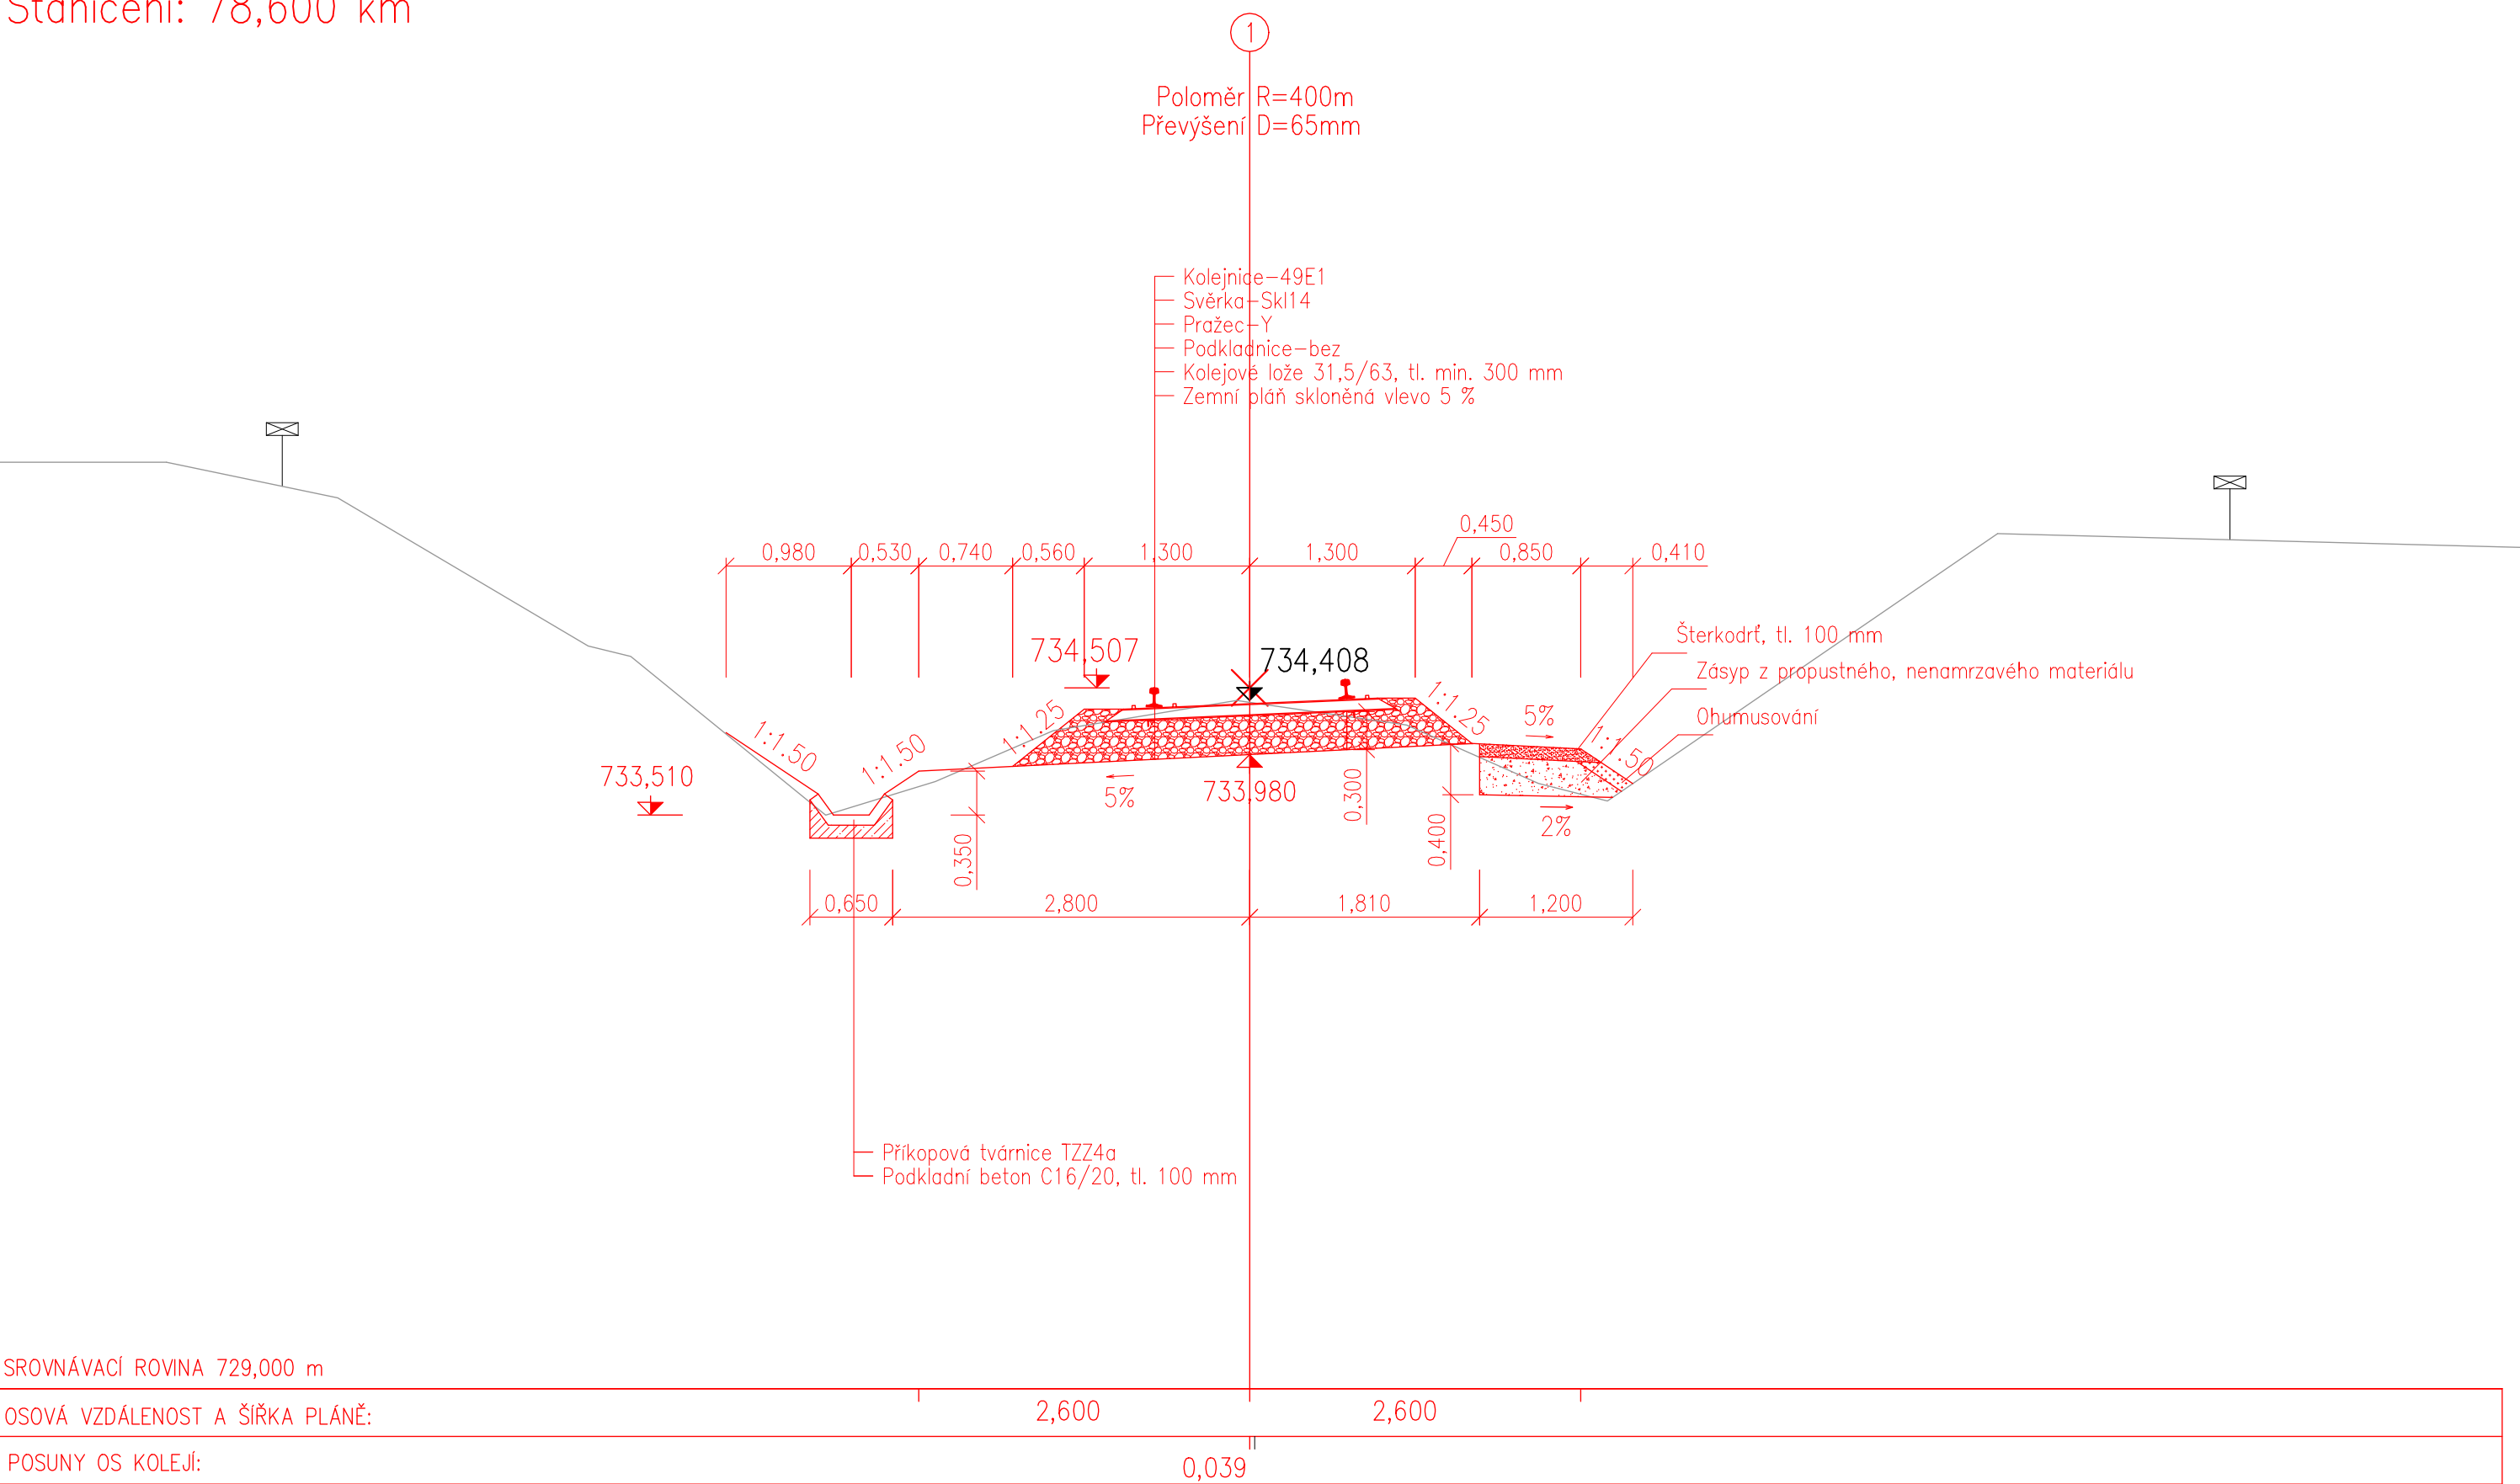 Staničení: 78,600 km
1
Poloměr R=400m
Převýšení D=65mm
Kolejnice-49E1
Svěrka-Skl14
Pražec-Y
Podkladnice-bez
Kolejové lože 31,5/63, tl. min. 300 mm
Zemní pláň skloněná vlevo 5 %
0,450
0,980 0,530 0,740 0,560 1,300 1,300 0,850 0,410
734,507
734,408
Štěrkodrť, tl. 100 mm
Zásyp z propustného, nenamrzavého materiálu
Ohumusování
1:1.50
1:1.50
1:1.25
1:1.25
5%
1:1.50
733,510
5%
733,980
0,300
2%
0,350
0,400
0,650 2,800 1,810 1,200
Příkopová tvárnice TZZ4a
Podkladní beton C16/20, tl. 100 mm
SROVNÁVACÍ ROVINA 729,000 m
OSOVÁ VZDÁLENOST A ŠÍŘKA PLÁNĚ: 2,600 2,600
POSUNY OS KOLEJÍ: 0,039